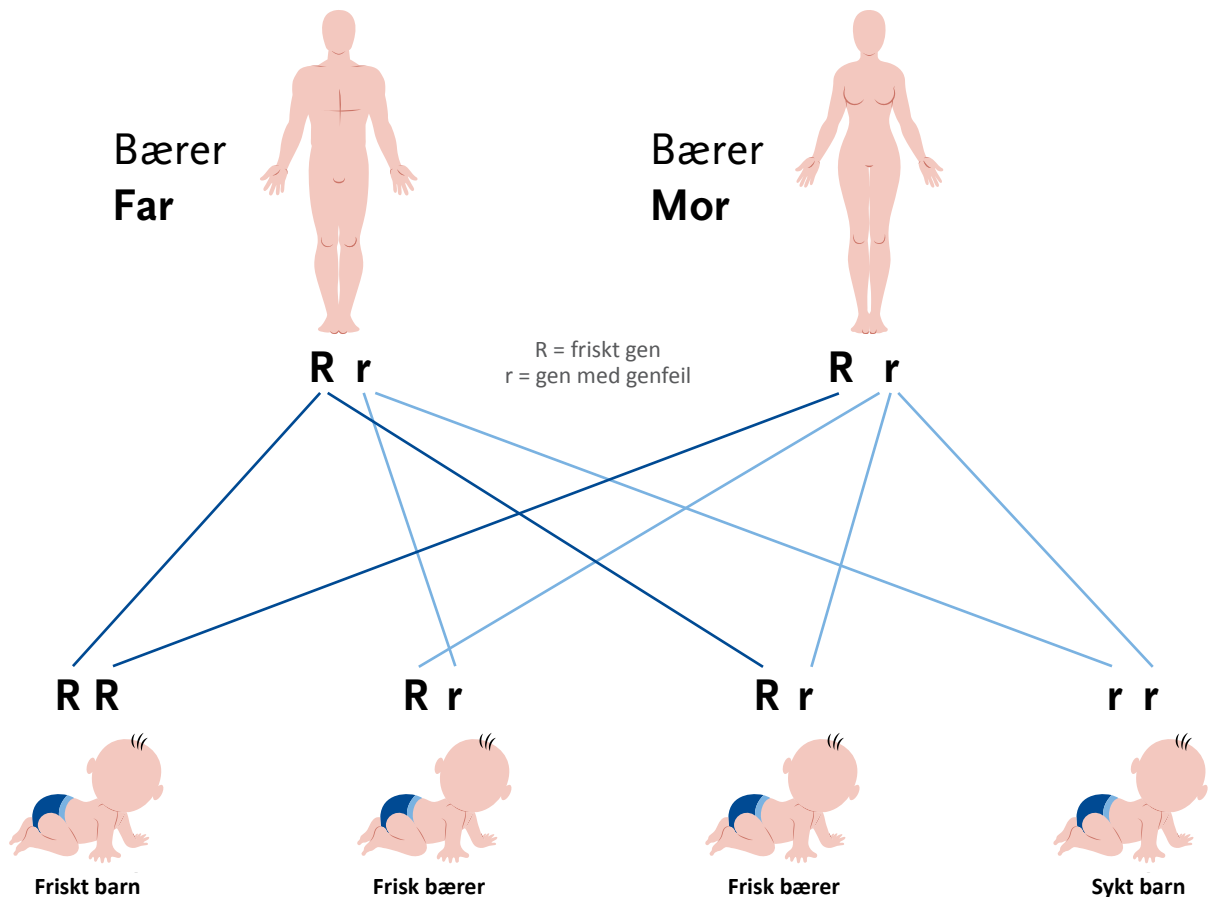 Bærer
Far
Bærer
Mor
R r
R = friskt gen
r = gen med genfeil
R r
R R
R r
R r
r r
Friskt barn
Frisk bærer
Frisk bærer
Sykt barn